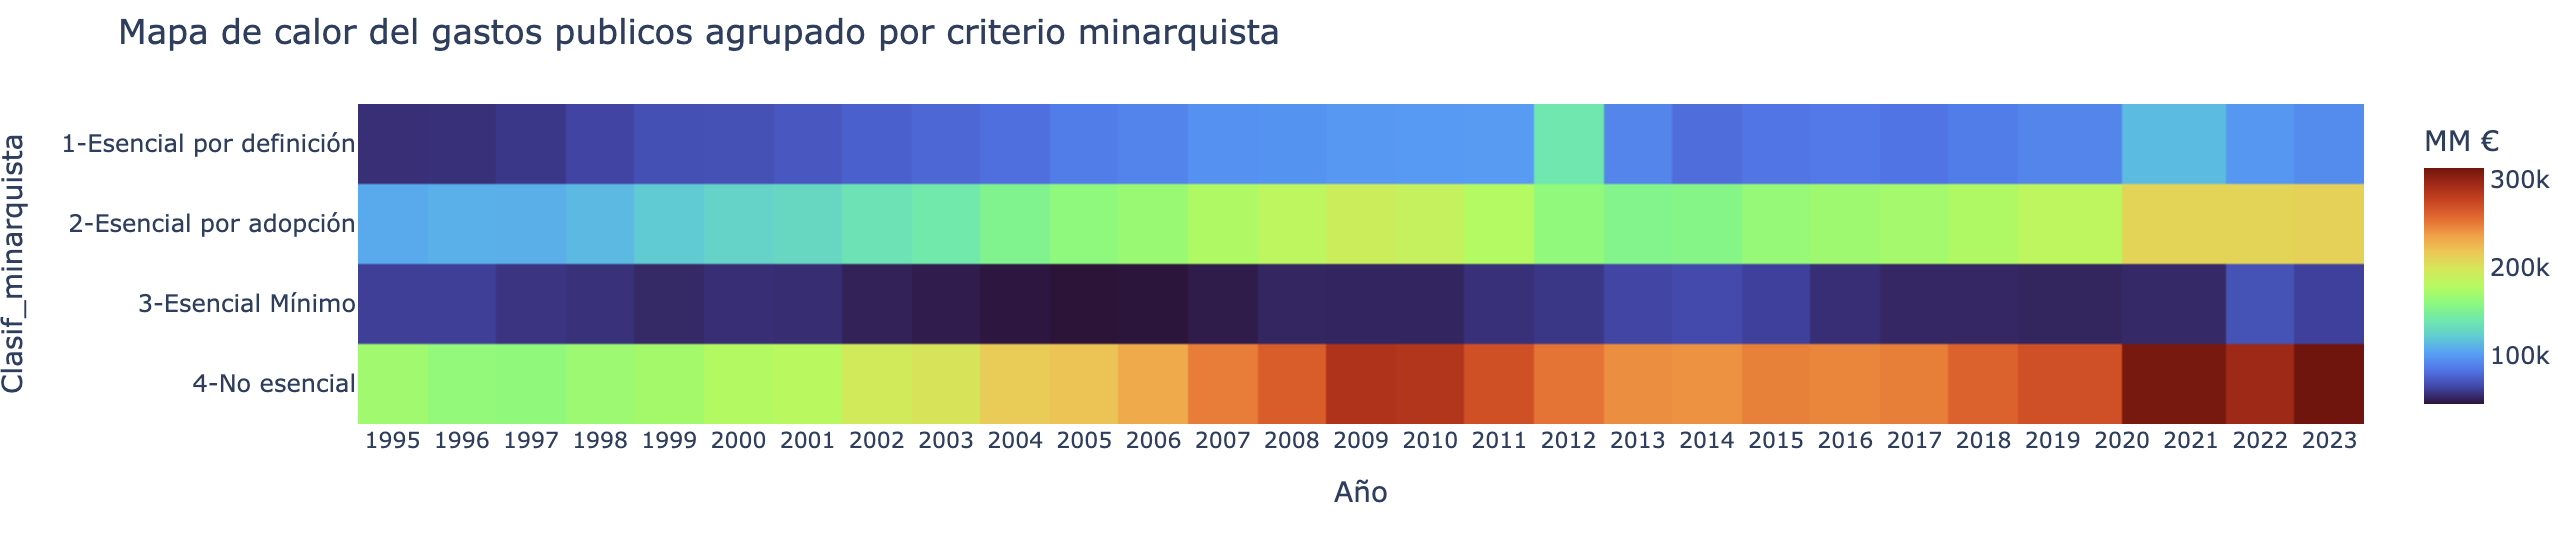 Mapa de calor del gastos publicos agrupado por criterio minarquista
Clasif_minarquista
1-Esencial por definición
2-Esencial por adopción
3-Esencial Mínimo
4-No esencial
1995 1996 1997 1998 1999 2000 2001 2002 2003 2004 2005 2006 2007 2008 2009 2010 2011 2012 2013 2014 2015 2016 2017 2018 2019 2020 2021 2022 2023
Año
MM €
300k
200k
100k